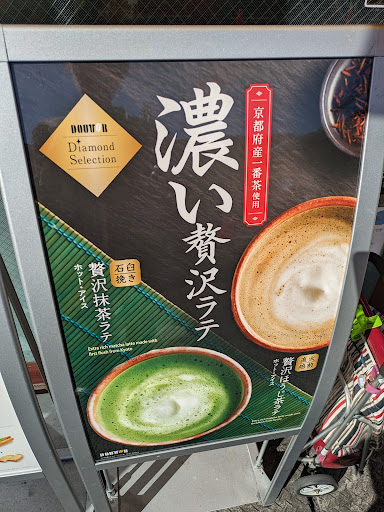 DOUTOR
Diamond
Selection
濃い贅沢ラテ
京都府産一番茶使用
石臼
挽き
贅沢抹茶ラテ
ホット・アイス
Extra rich matcha latte made with
first flush from Kyoto
贅沢ほうじ茶ラテ
ホット・アイス
DOUTOR